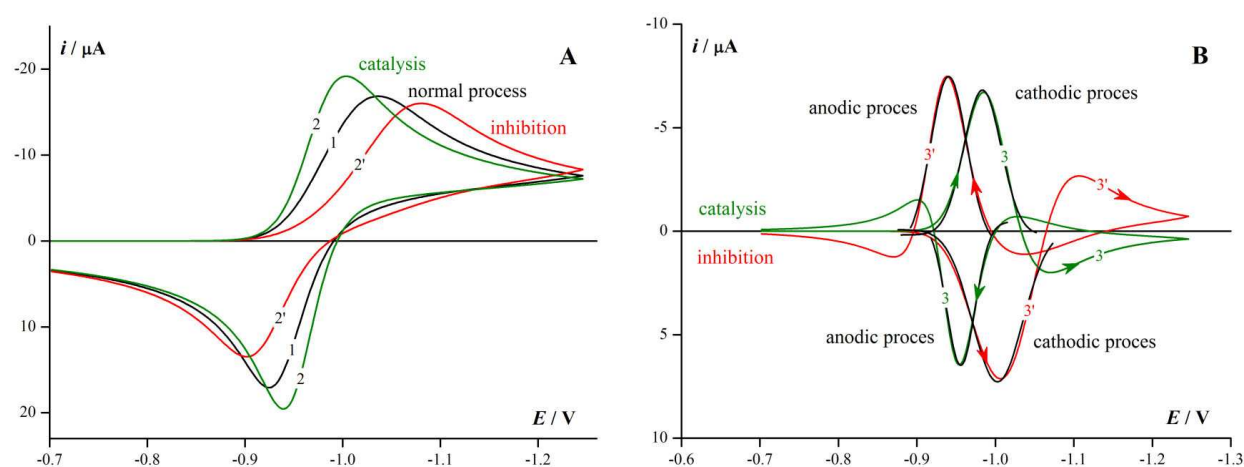 i / µA
A
catalysis
normal process
inhibition
2
1
2'
2'
1
2
E / V
-20
-10
0
10
20
-0.7
-0.8
-0.9
-1.0
-1.1
-1.2
i / µA
B
anodic proces
cathodic proces
3'
3
3'
catalysis
inhibition
3
3
3'
anodic proces
cathodic proces
E / V
-10
-5
0
5
10
-0.6
-0.7
-0.8
-0.9
-1.0
-1.1
-1.2
-1.3